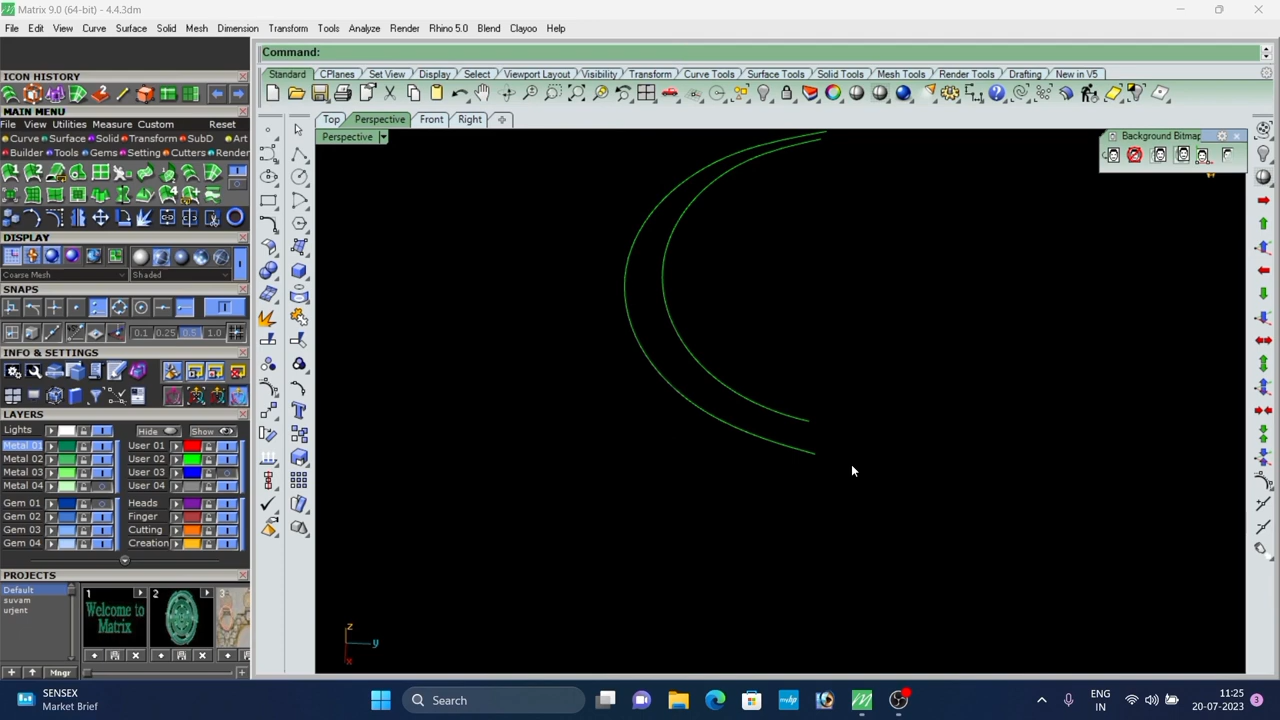 Matrix 9.0 (64-bit) - 4.4.3dm
File Edit View Curve Surface Solid Mesh Dimension Transform Tools Analyze Render Rhino 5.0 Blend Clayoo Help
Command:
ICON HISTORY
Standard CPlanes Set View Display Select Viewport Layout Visibility Transform Curve Tools Surface Tools Solid Tools Mesh Tools Render Tools Drafting New in V5
MAIN MENU
File View Utilities Measure Custom Reset
Curve Surface Solid Transform SubD Art
Builder Tools Gems Setting Cutters Render
Top Perspective Front Right
Perspective
Background Bitmap
DISPLAY
Coarse Mesh Shaded
SNAPS
0.1 0.25 0.5 1.0
INFO & SETTINGS
LAYERS
Lights Hide Show
Metal 01 User 01
Metal 02 User 02
Metal 03 User 03
Metal 04 User 04
Gem 01 Heads
Gem 02 Finger
Gem 03 Cutting
Gem 04 Creation
PROJECTS
Default
suvam
urjent
1 2 3
Welcome to
Matrix
Mngr
z
y
x
SENSEX
Market Brief
Search
ENG
IN
11:25
20-07-2023
3